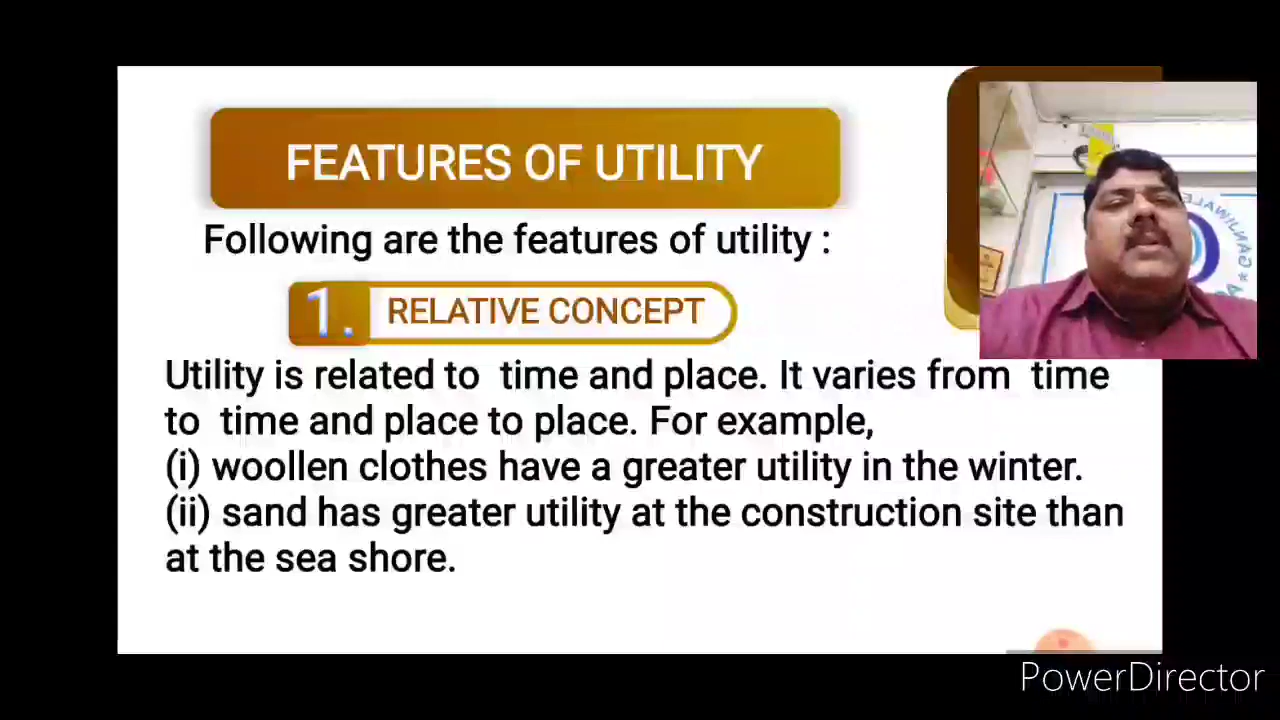 FEATURES OF UTILITY
Following are the features of utility :
1. RELATIVE CONCEPT
Utility is related to time and place. It varies from time
to time and place to place. For example,
(i) woollen clothes have a greater utility in the winter.
(ii) sand has greater utility at the construction site than
at the sea shore.
PowerDirector